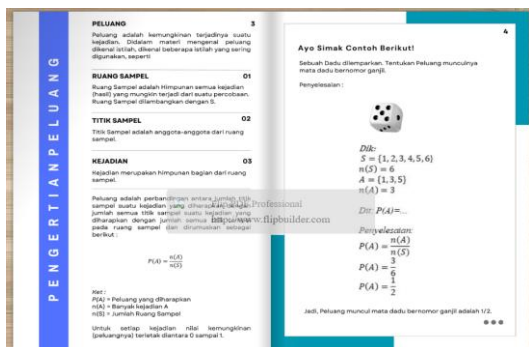 PENGERTIAN PELUANG
PELUANG 3
Peluang adalah kemungkinan terjadinya suatu
kejadian. Didalam materi mengenal peluang
dikenal istilah, dikenal beberapa istilah yang sering
digunakan, seperti
RUANG SAMPEL 01
Ruang Sampel adalah Himpunan semua kejadian
(hasil) yang mungkin terjadi dari suatu percobaan.
Ruang Sampel dilambangkan dengan S.
TITIK SAMPEL 02
Titik Sampel adalah anggota-anggota dari ruang
sampel.
KEJADIAN 03
Kejadian merupakan himpunan bagian dari ruang
sampel.
Peluang adalah perbandingan antara jumlah titik
sampel suatu kejadian yang diharapkan dengan
jumlah semua titik sampel suatu kejadian yang
diharapkan dengan jumlah semua titik sampel
pada ruang sampel dan dirumuskan sebagai
berikut :
P(A) = n(A)/n(S)
Ket :
P(A) = Peluang yang diharapkan
n(A) = Banyak kejadian A
n(S) = Jumlah Ruang Sampel
Untuk setiap kejadian nilai kemungkinan
(peluangnya) terletak diantara 0 sampai 1.
Professional
www.flipbuilder.com
4
Ayo Simak Contoh Berikut!
Sebuah Dadu dilemparkan. Tentukan Peluang munculnya
mata dadu bernomor ganjil.
Penyelesaian :
Dik:
S = {1, 2, 3, 4, 5, 6}
n(S) = 6
A = {1, 3, 5}
n(A) = 3
Dit: P(A)=...
Penyelesaian:
P(A) = n(A)/n(S)
P(A) = 3/6
P(A) = 1/2
Jadi, Peluang muncul mata dadu bernomor ganjil adalah 1/2.